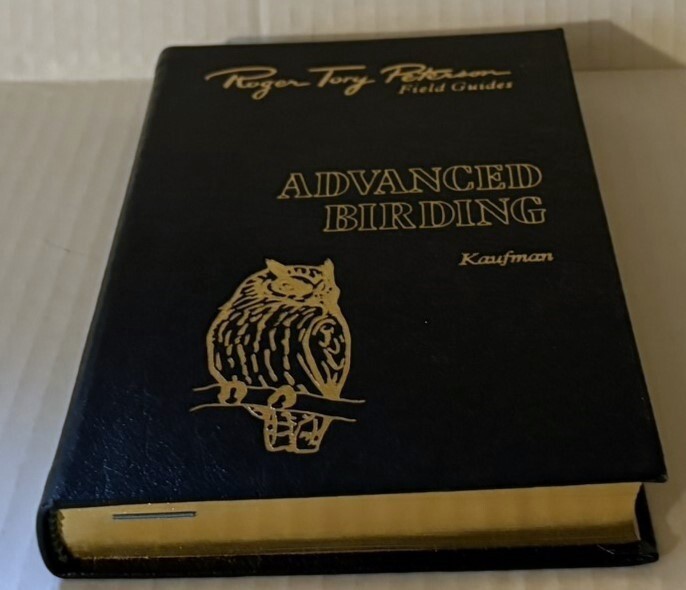 Roger Tory Peterson
Field Guides
ADVANCED
BIRDING
Kaufman